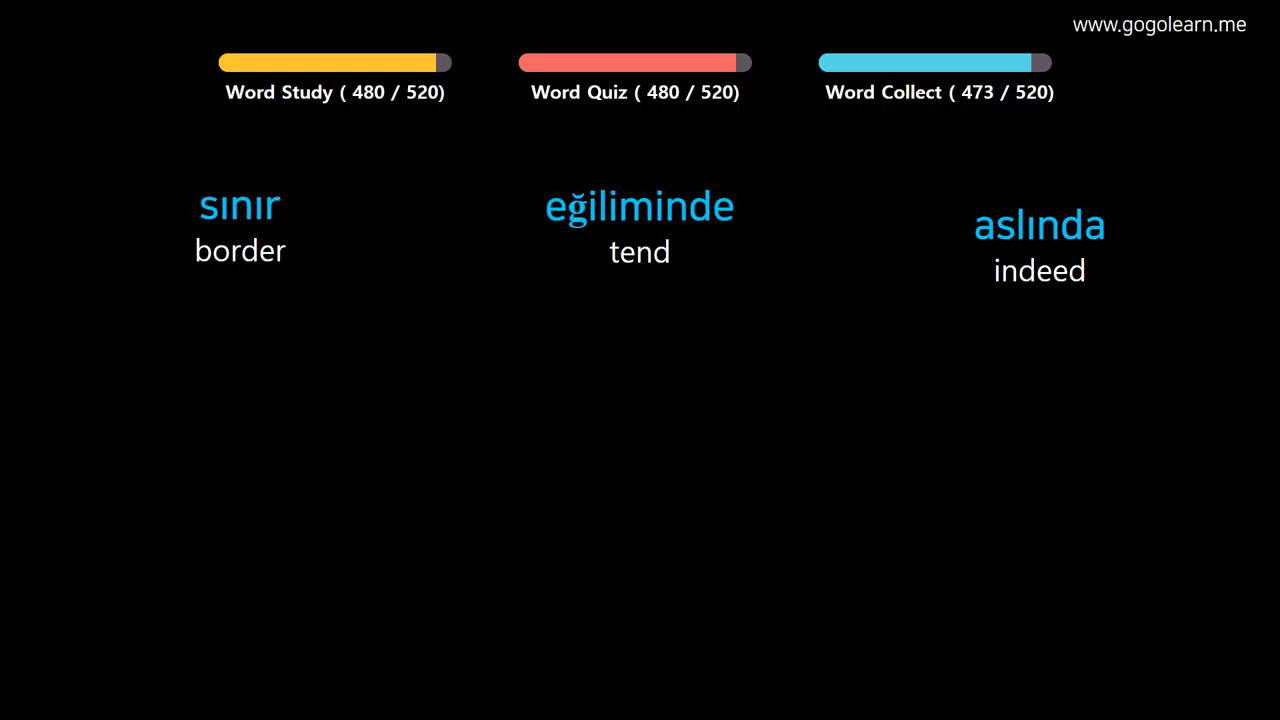 www.gogolearn.me
Word Study ( 480 / 520)
Word Quiz ( 480 / 520)
Word Collect ( 473 / 520)
sınır
border
eğiliminde
tend
aslında
indeed